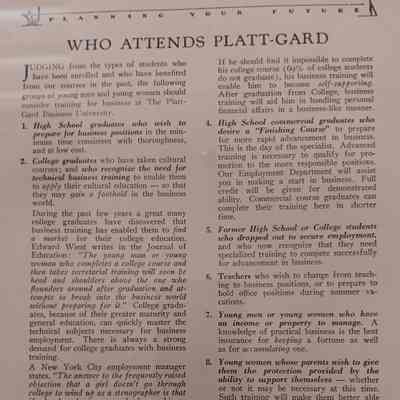 PLANNING YOUR FUTURE
WHO ATTENDS PLATT-GARD
JUDGING from the types of students who
have been enrolled and who have benefited
from our courses in the past, the following
groups of young men and young women should
consider training for business at The Platt-
Gard Business University.
1. High School graduates who wish to
prepare for business positions in the min-
imum time consistent with thoroughness,
and at low cost.
2. College graduates who have taken cultural
courses; and who recognize the need for
technical business training to enable them
to apply their cultural education — so that
they may gain a foothold in the business
world.
During the past few years a great many
college graduates have discovered that
business training has enabled them to find
a market for their college education.
Edward Wiest writes in the Journal of
Education: "The young man or young
woman who completes a college course and
then takes secretarial training will soon be
head and shoulders above the one who
flounders around after graduation and at-
tempts to break into the business world
without preparing for it." College gradu-
ates, because of their greater maturity and
general education, can quickly master the
technical subjects necessary for business
employment. There is always a strong
demand for college graduates with business
training.
A New York City employment manager
states, "The answer to the frequently raised
objection that a girl doesn't go through
college to wind up as a stenographer is that
If he should find it impossible to complete
his college course (60% of college students
do not graduate), his business training will
enable him to become self-supporting.
After graduation from College, business
training will aid him in handling personal
financial affairs in a business-like manner.
4. High School commercial graduates who
desire a "Finishing Course" to prepare
for more rapid advancement in business.
This is the day of the specialist. Advanced
training is necessary to qualify for pro-
motion to the more responsible positions.
Our Employment Department will assist
you in making a start in business. Full
credit will be given for demonstrated
ability. Commercial course graduates can
complete their training here in shorter
time.
5. Former High School or College students
who dropped out to secure employment,
and who now recognize that they need
specialized training to compete successfully
for advancement in business.
6. Teachers who wish to change from teach-
ing to business positions, or to prepare to
hold office positions during summer va-
cations.
7. Young men or young women who have
an income or property to manage. A
knowledge of practical business is the best
insurance for keeping a fortune as well
as for accumulating one.
8. Young women whose parents wish to give
them the protection provided by the
ability to support themselves — whether
or not it may be necessary at this time.
Such training will make them better able